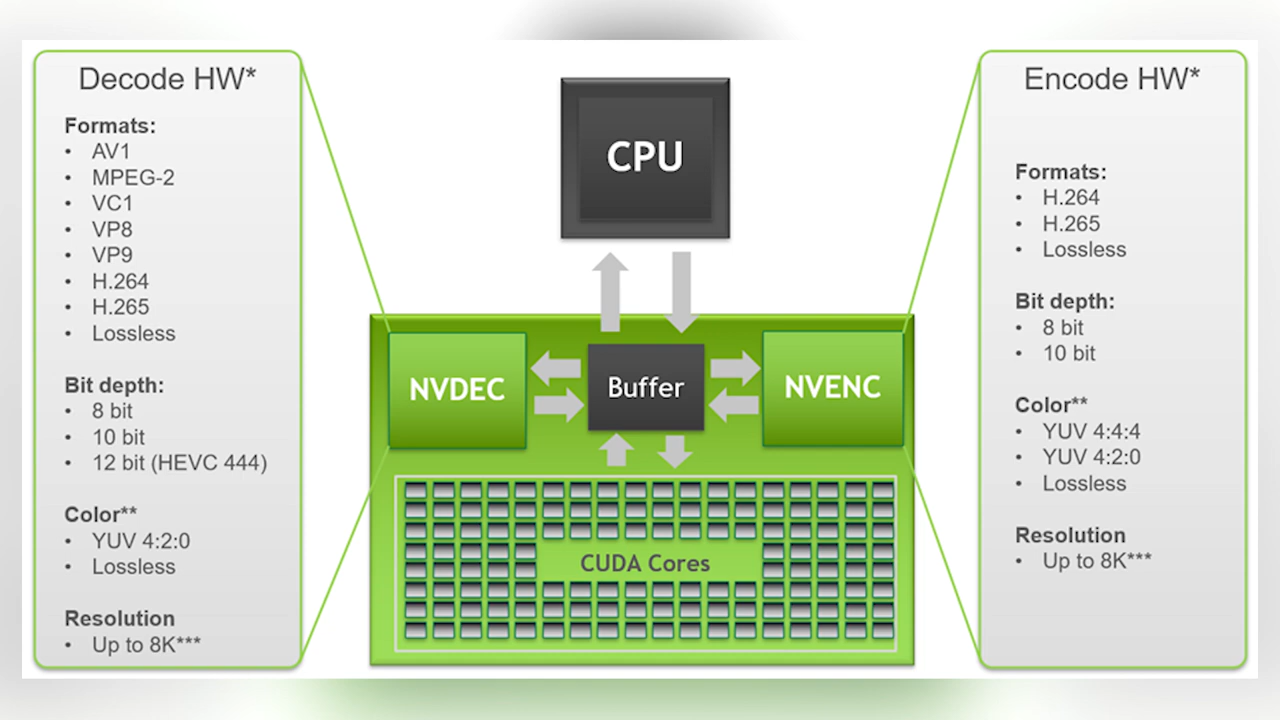 Decode HW*
Formats:
• AV1
• MPEG-2
• VC1
• VP8
• VP9
• H.264
• H.265
• Lossless
Bit depth:
• 8 bit
• 10 bit
• 12 bit (HEVC 444)
Color**
• YUV 4:2:0
• Lossless
Resolution
• Up to 8K***
CPU
NVDEC
Buffer
NVENC
CUDA Cores
Encode HW*
Formats:
• H.264
• H.265
• Lossless
Bit depth:
• 8 bit
• 10 bit
Color**
• YUV 4:4:4
• YUV 4:2:0
• Lossless
Resolution
• Up to 8K***